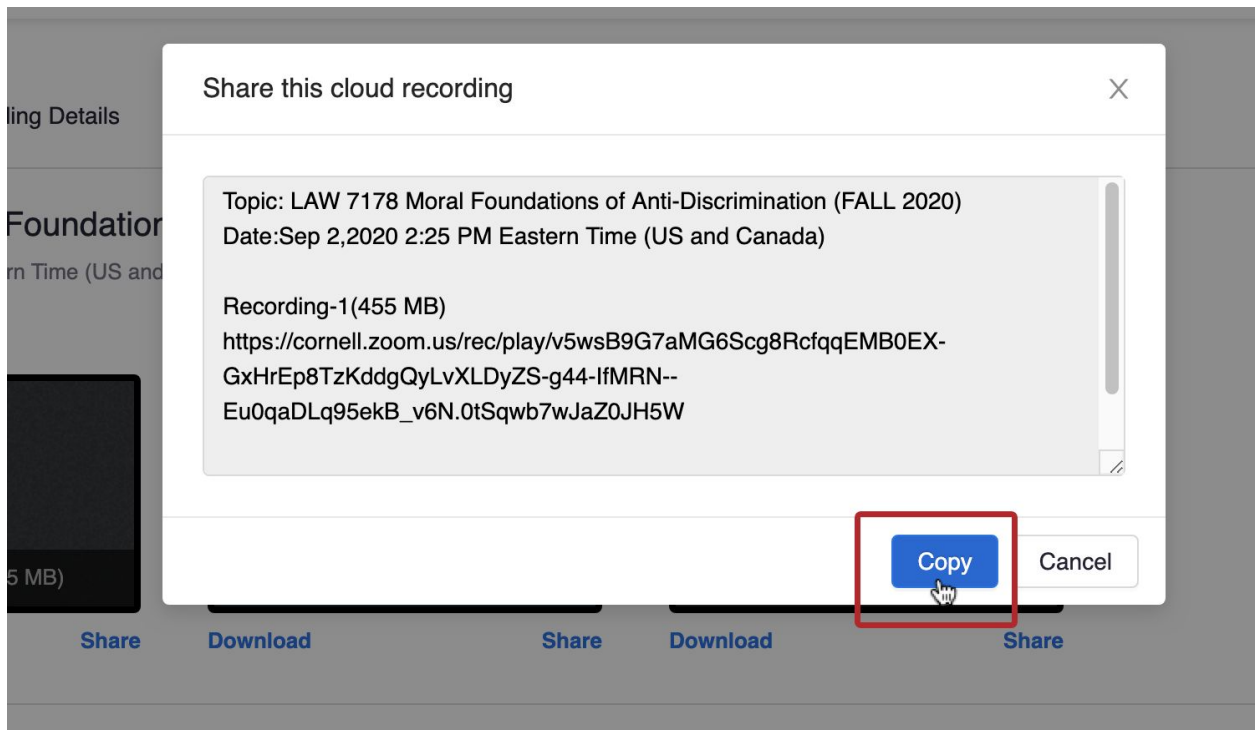 Share this cloud recording
ling Details
Topic: LAW 7178 Moral Foundations of Anti-Discrimination (FALL 2020)
Foundation
Date:Sep 2,2020 2:25 PM Eastern Time (US and Canada)
rn Time (US and
Recording-1(455 MB)
https://cornell.zoom.us/rec/play/v5wsB9G7aMG6Scg8RcfqqEMB0EX-
GxHrEp8TzKddgQyLvXLDyZS-g44-IfMRN--
Eu0qaDLq95ekB_v6N.0tSqwb7wJaZ0JH5W
Copy Cancel
5 MB)
Share Download Share Download Share